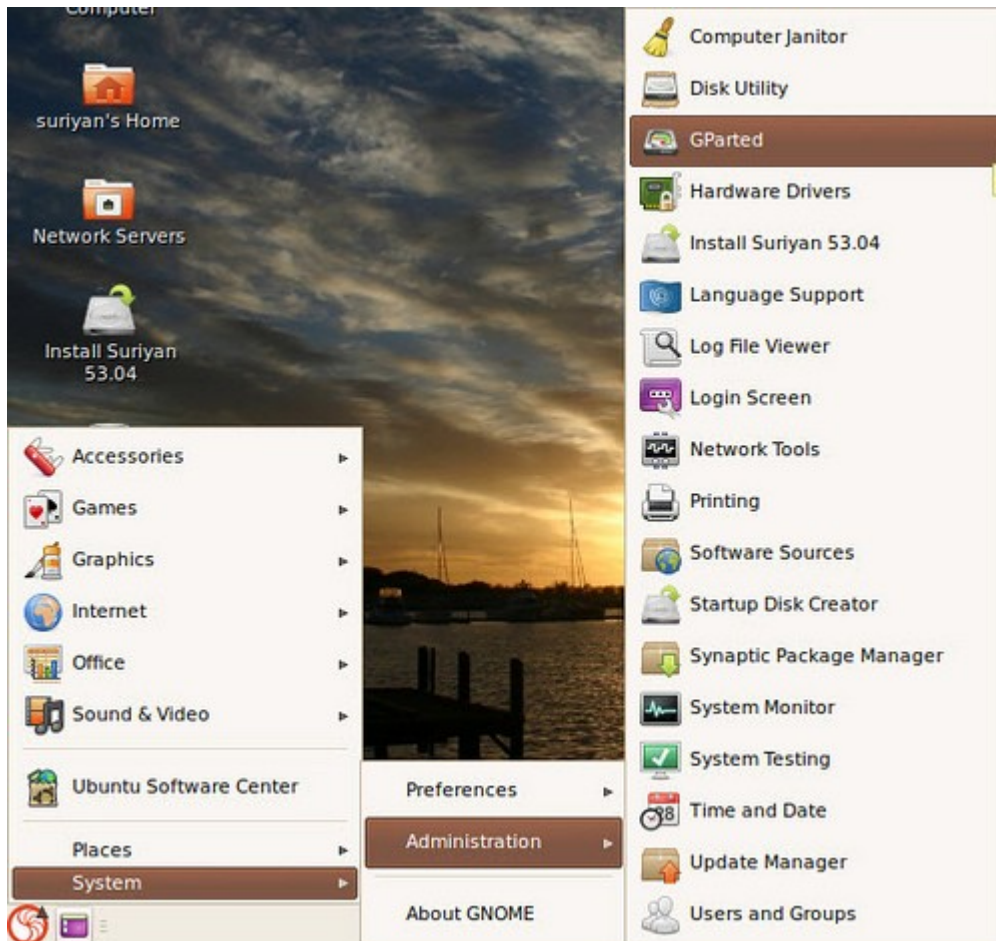 Computer
suriyan's Home
Network Servers
Install Suriyan
53.04
Accessories
Games
Graphics
Internet
Office
Sound & Video
Ubuntu Software Center
Places
System
Preferences
Administration
About GNOME
Computer Janitor
Disk Utility
GParted
Hardware Drivers
Install Suriyan 53.04
Language Support
Log File Viewer
Login Screen
Network Tools
Printing
Software Sources
Startup Disk Creator
Synaptic Package Manager
System Monitor
System Testing
Time and Date
Update Manager
Users and Groups